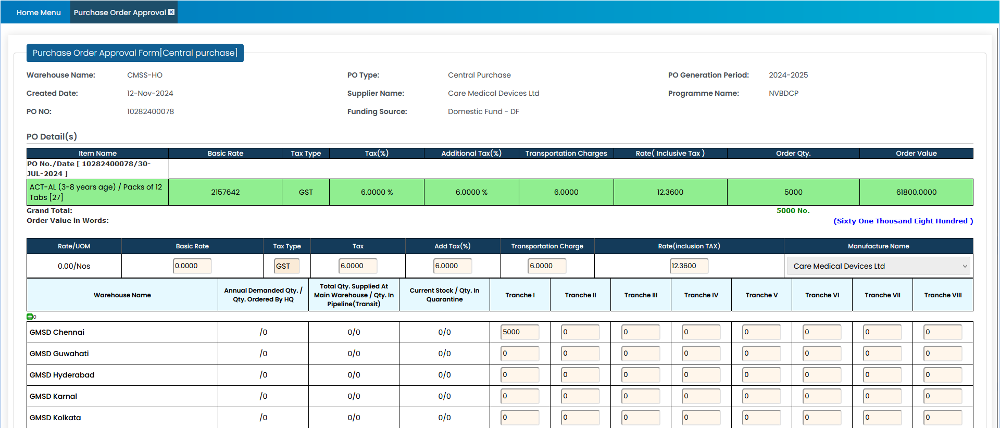 Home Menu
Purchase Order Approval
Purchase Order Approval Form[Central purchase]
Warehouse Name: CMSS-HO PO Type: Central Purchase PO Generation Period: 2024-2025
Created Date: 12-Nov-2024 Supplier Name: Care Medical Devices Ltd Programme Name: NVBDCP
PO NO: 10282400078 Funding Source: Domestic Fund - DF
PO Detail(s)
Item Name Basic Rate Tax Type Tax(%) Additional Tax(%) Transportation Charges Rate( Inclusive Tax ) Order Qty. Order Value
PO No./Date [ 10282400078/30-
JUL-2024 ]
ACT-AL (3-8 years age) / Packs of 12
Tabs [27]
2157642 GST 6.0000 % 6.0000 % 6.0000 12.3600 5000 61800.0000
Grand Total: 5000 No.
Order Value in Words: (Sixty One Thousand Eight Hundred )
Rate/UOM Basic Rate Tax Type Tax Add Tax(%) Transportation Charge Rate(inclusion TAX) Manufacture Name
0.00/Nos 0.0000 GST 6.0000 6.0000 6.0000 12.3600 Care Medical Devices Ltd
Warehouse Name
Annual Demanded Qty. /
Qty. Ordered By HQ
Total Qty. Supplied At
Main Warehouse / Qty. In
Pipeline(Transit)
Current Stock / Qty. In
Quarantine
Tranche I Tranche II Tranche III Tranche IV Tranche V Tranche VI Tranche VII Tranche VIII
0
GMSD Chennai /0 0/0 0/0 5000 0 0 0 0 0 0 0
GMSD Guwahati /0 0/0 0/0 0 0 0 0 0 0 0 0
GMSD Hyderabad /0 0/0 0/0 0 0 0 0 0 0 0 0
GMSD Karnal /0 0/0 0/0 0 0 0 0 0 0 0 0
GMSD Kolkata /0 0/0 0/0 0 0 0 0 0 0 0 0